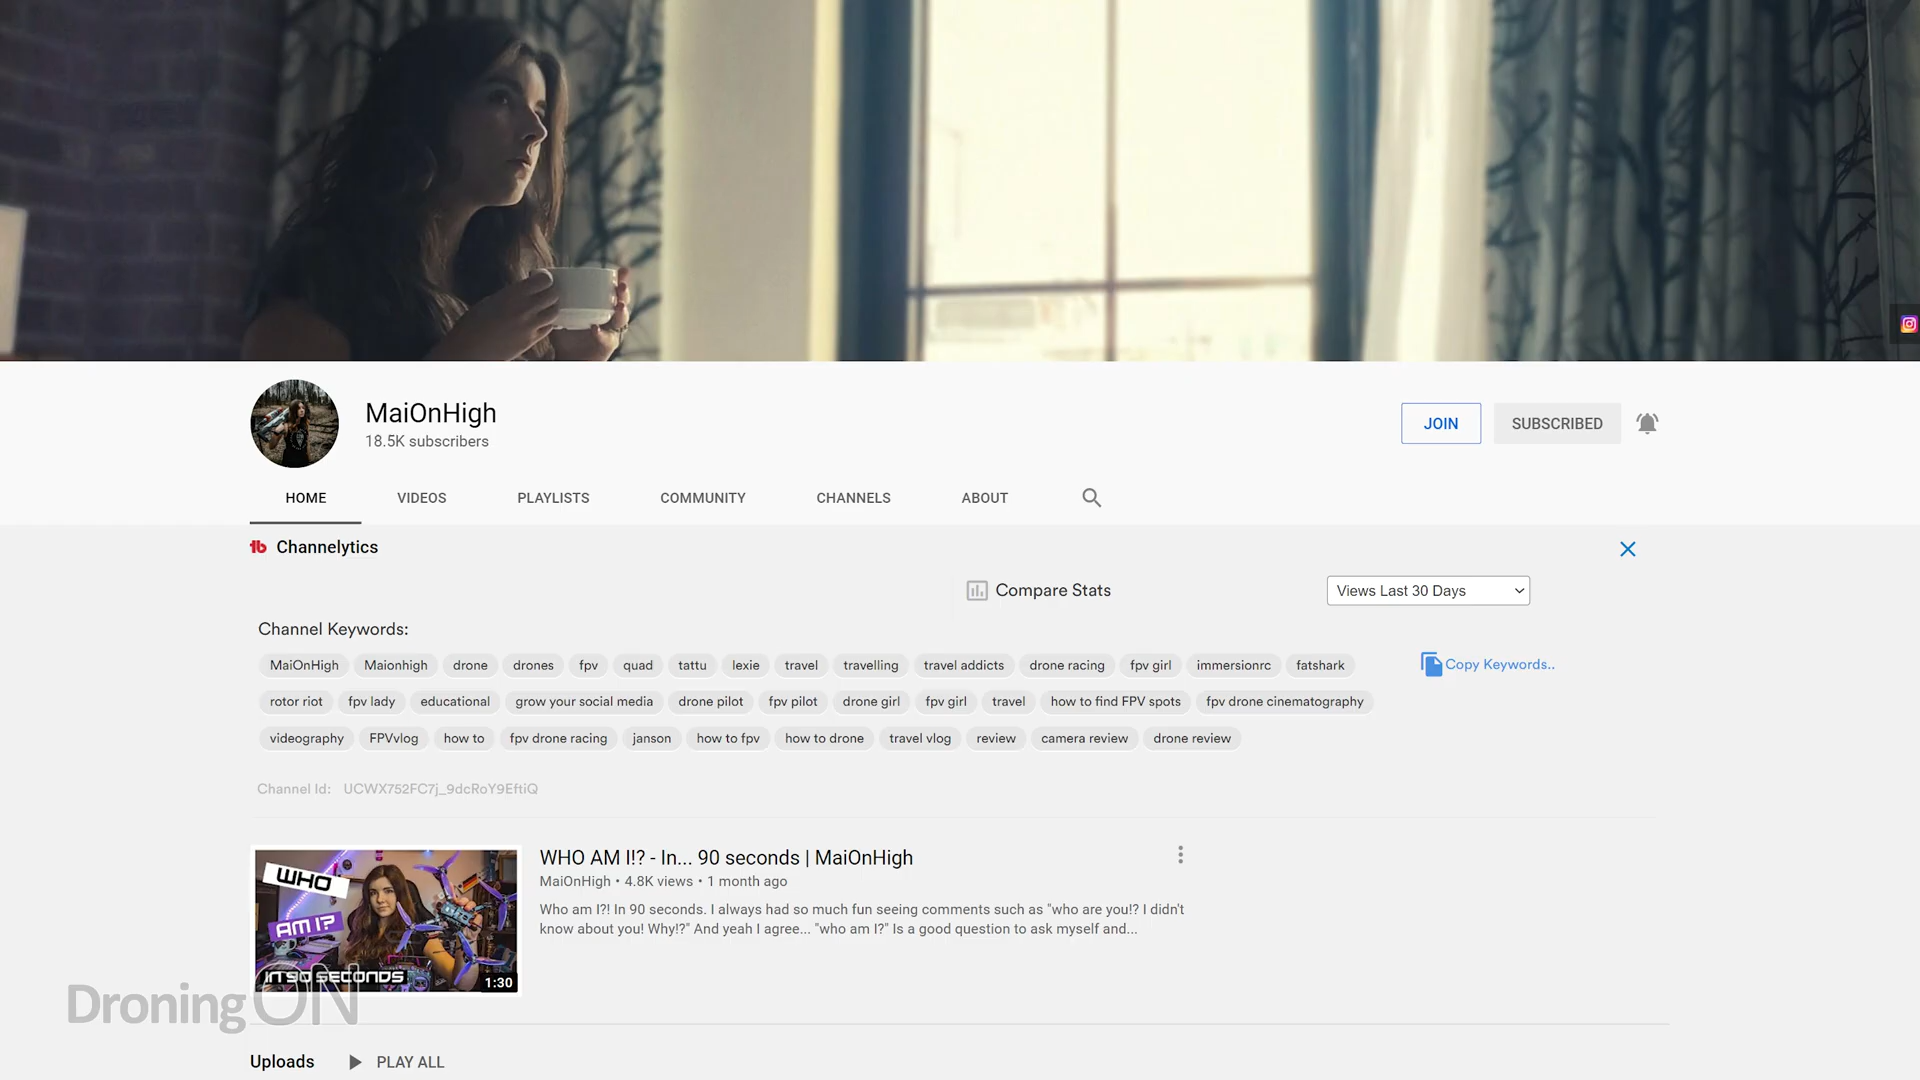 MaiOnHigh
18.5K subscribers
JOIN
SUBSCRIBED
HOME VIDEOS PLAYLISTS COMMUNITY CHANNELS ABOUT
tb Channelytics
Compare Stats
Views Last 30 Days
Channel Keywords:
MaiOnHigh Maionhigh drone drones fpv quad tattu lexie travel travelling travel addicts drone racing fpv girl immersionrc fatshark
Copy Keywords..
rotor riot fpv lady educational grow your social media drone pilot fpv pilot drone girl fpv girl travel how to find FPV spots fpv drone cinematography
videography FPVvlog how to fpv drone racing janson how to fpv how to drone travel vlog review camera review drone review
Channel Id: UCWX752FC7j_9dcRoY9EftiQ
WHO
AM I?
IN 90 SECONDS
1:30
WHO AM I!? - In... 90 seconds | MaiOnHigh
MaiOnHigh • 4.8K views • 1 month ago
Who am I?! In 90 seconds. I always had so much fun seeing comments such as "who are you!? I didn't
know about you! Why!?" And yeah I agree... "who am I?" Is a good question to ask myself and...
DroningON
Uploads PLAY ALL